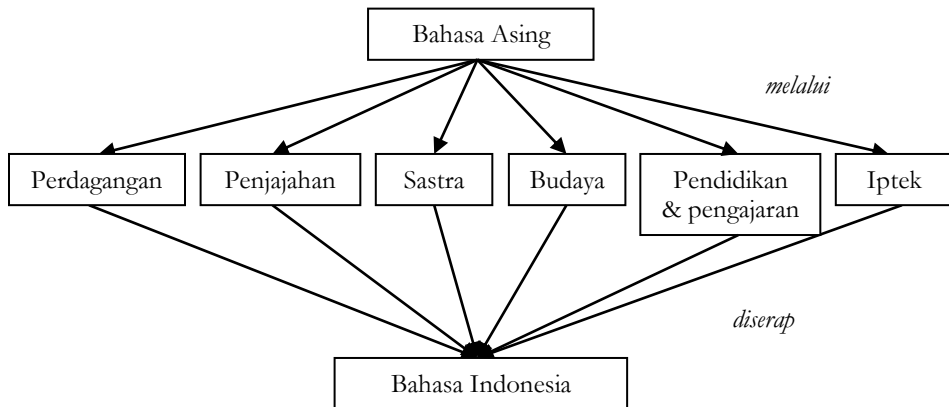 Bahasa Asing
melalui
Perdagangan
Penjajahan
Sastra
Budaya
Pendidikan
& pengajaran
Iptek
diserap
Bahasa Indonesia